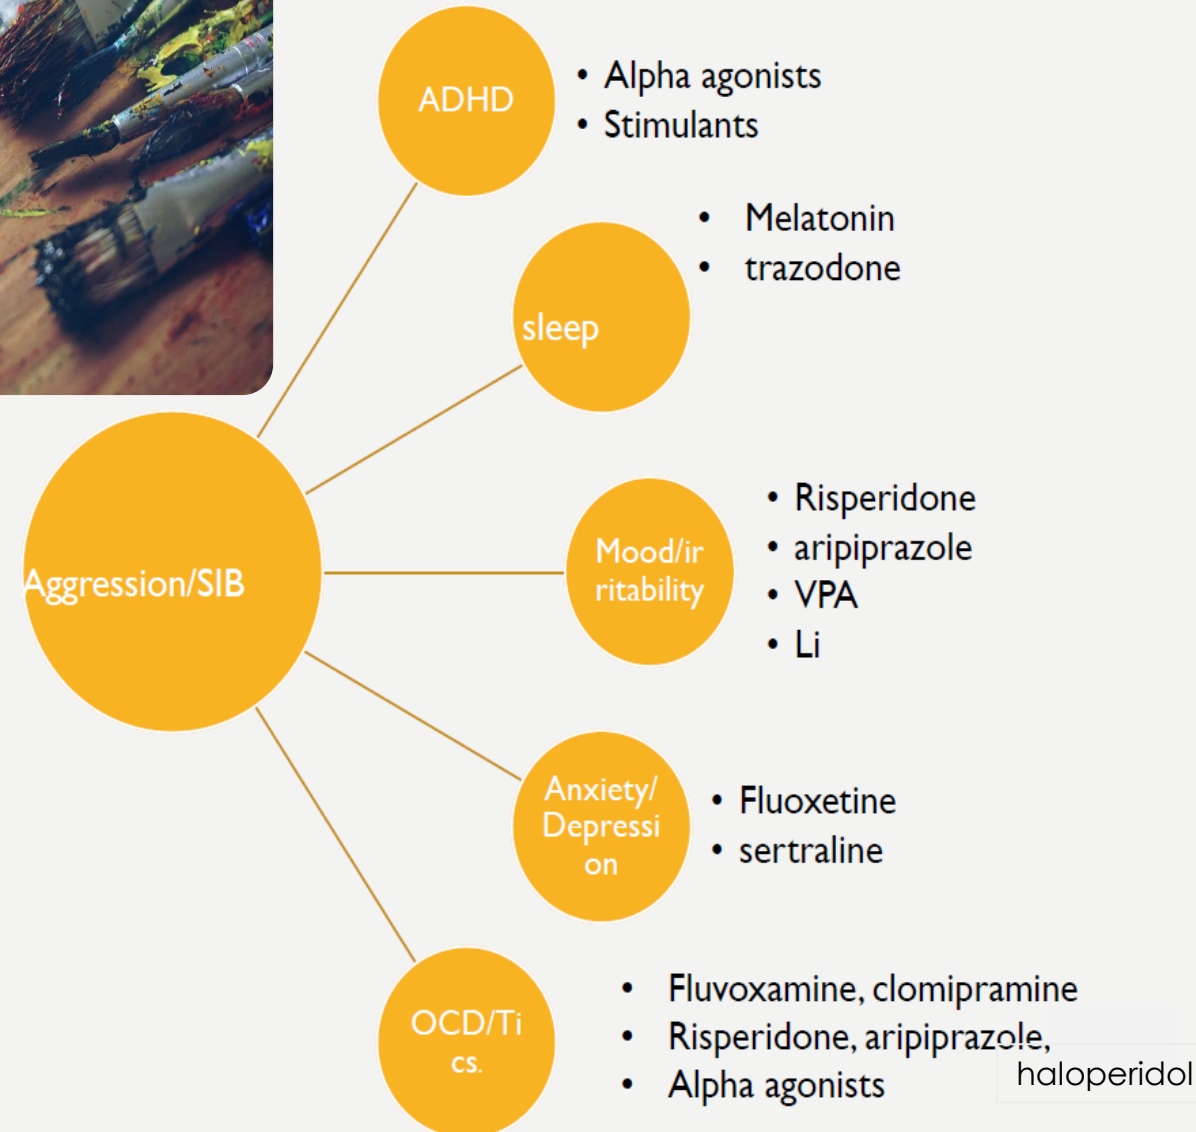 ADHD
• Alpha agonists
• Stimulants
sleep
• Melatonin
• trazodone
Aggression/SIB
Mood/ir
ritability
• Risperidone
• aripiprazole
• VPA
• Li
Anxiety/
Depressi
on
• Fluoxetine
• sertraline
OCD/Ti
cs.
• Fluvoxamine, clomipramine
• Risperidone, aripiprazole,
haloperidol
• Alpha agonists